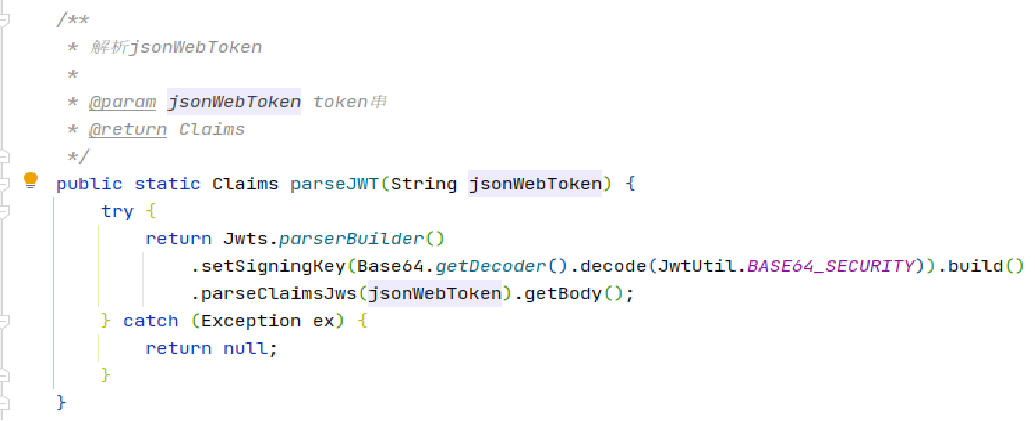 /**
 * 解析jsonWebToken
 *
 * @param jsonWebToken token串
 * @return Claims
 */
public static Claims parseJWT(String jsonWebToken) {
    try {
        return Jwts.parserBuilder()
            .setSigningKey(Base64.getDecoder().decode(JwtUtil.BASE64_SECURITY)).build()
            .parseClaimsJws(jsonWebToken).getBody();
    } catch (Exception ex) {
        return null;
    }
}